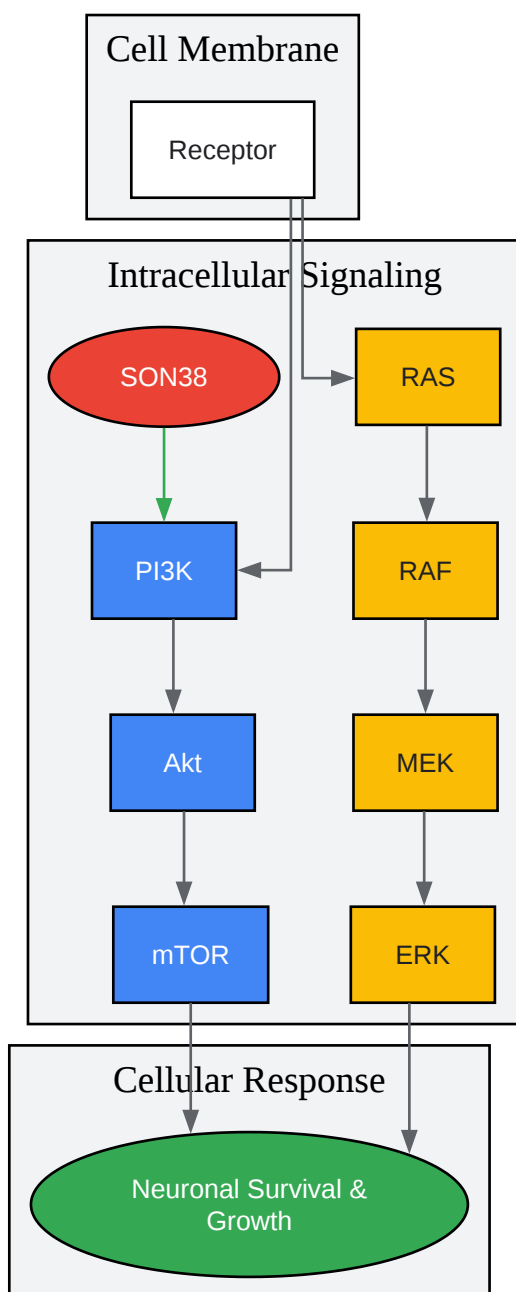 Cell Membrane
Receptor
Intracellular Signaling
SON38
RAS
PI3K
RAF
Akt
MEK
mTOR
ERK
Cellular Response
Neuronal Survival &
Growth